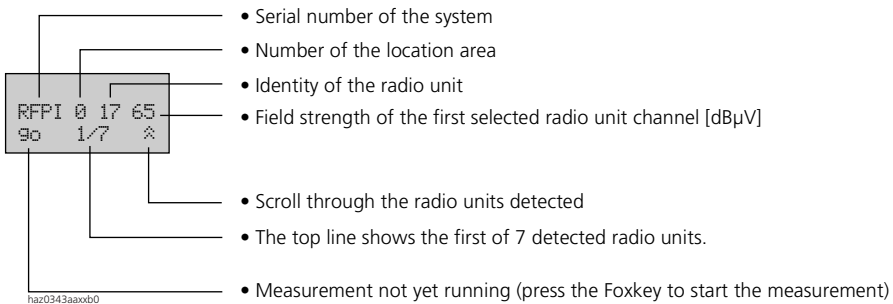 • Serial number of the system
• Number of the location area
• Identity of the radio unit
RFPI 0 17 65
• Field strength of the first selected radio unit channel [dBµV]
go 1/7
• Scroll through the radio units detected
• The top line shows the first of 7 detected radio units.
• Measurement not yet running (press the Foxkey to start the measurement)
haz0343aaxxb0